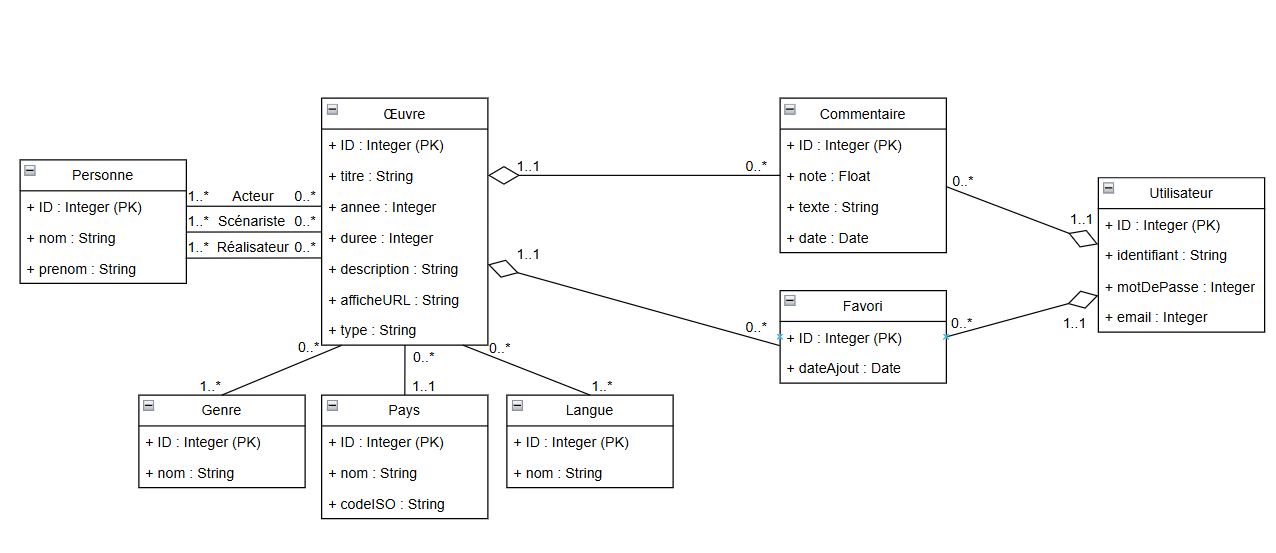 Personne
+ ID : Integer (PK)
+ nom : String
+ prenom : String
1..* Acteur 0..*
1..* Scénariste 0..*
1..* Réalisateur 0..*
Œuvre
+ ID : Integer (PK)
+ titre : String
+ annee : Integer
+ duree : Integer
+ description : String
+ afficheURL : String
+ type : String
1..1
0..*
1..1
0..*
Commentaire
+ ID : Integer (PK)
+ note : Float
+ texte : String
+ date : Date
0..*
1..1
Favori
+ ID : Integer (PK)
+ dateAjout : Date
0..*
1..1
Utilisateur
+ ID : Integer (PK)
+ identifiant : String
+ motDePasse : Integer
+ email : Integer
0..*
0..*
0..*
1..*
1..1
1..*
Genre
+ ID : Integer (PK)
+ nom : String
Pays
+ ID : Integer (PK)
+ nom : String
+ codeISO : String
Langue
+ ID : Integer (PK)
+ nom : String